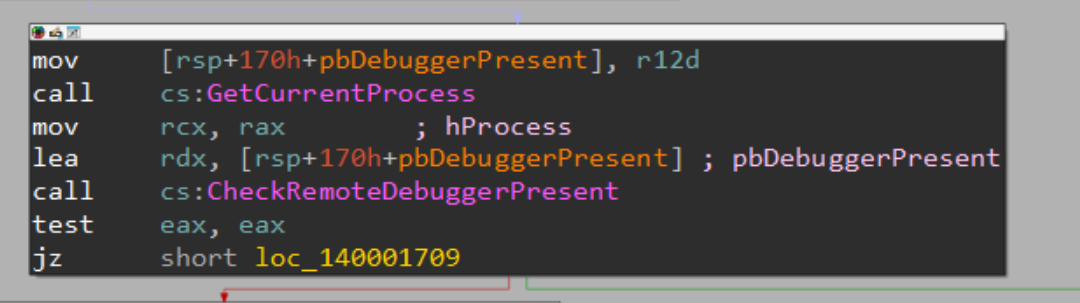 mov [rsp+170h+pbDebuggerPresent], r12d
call cs:GetCurrentProcess
mov rcx, rax ; hProcess
lea rdx, [rsp+170h+pbDebuggerPresent] ; pbDebuggerPresent
call cs:CheckRemoteDebuggerPresent
test eax, eax
jz short loc_140001709